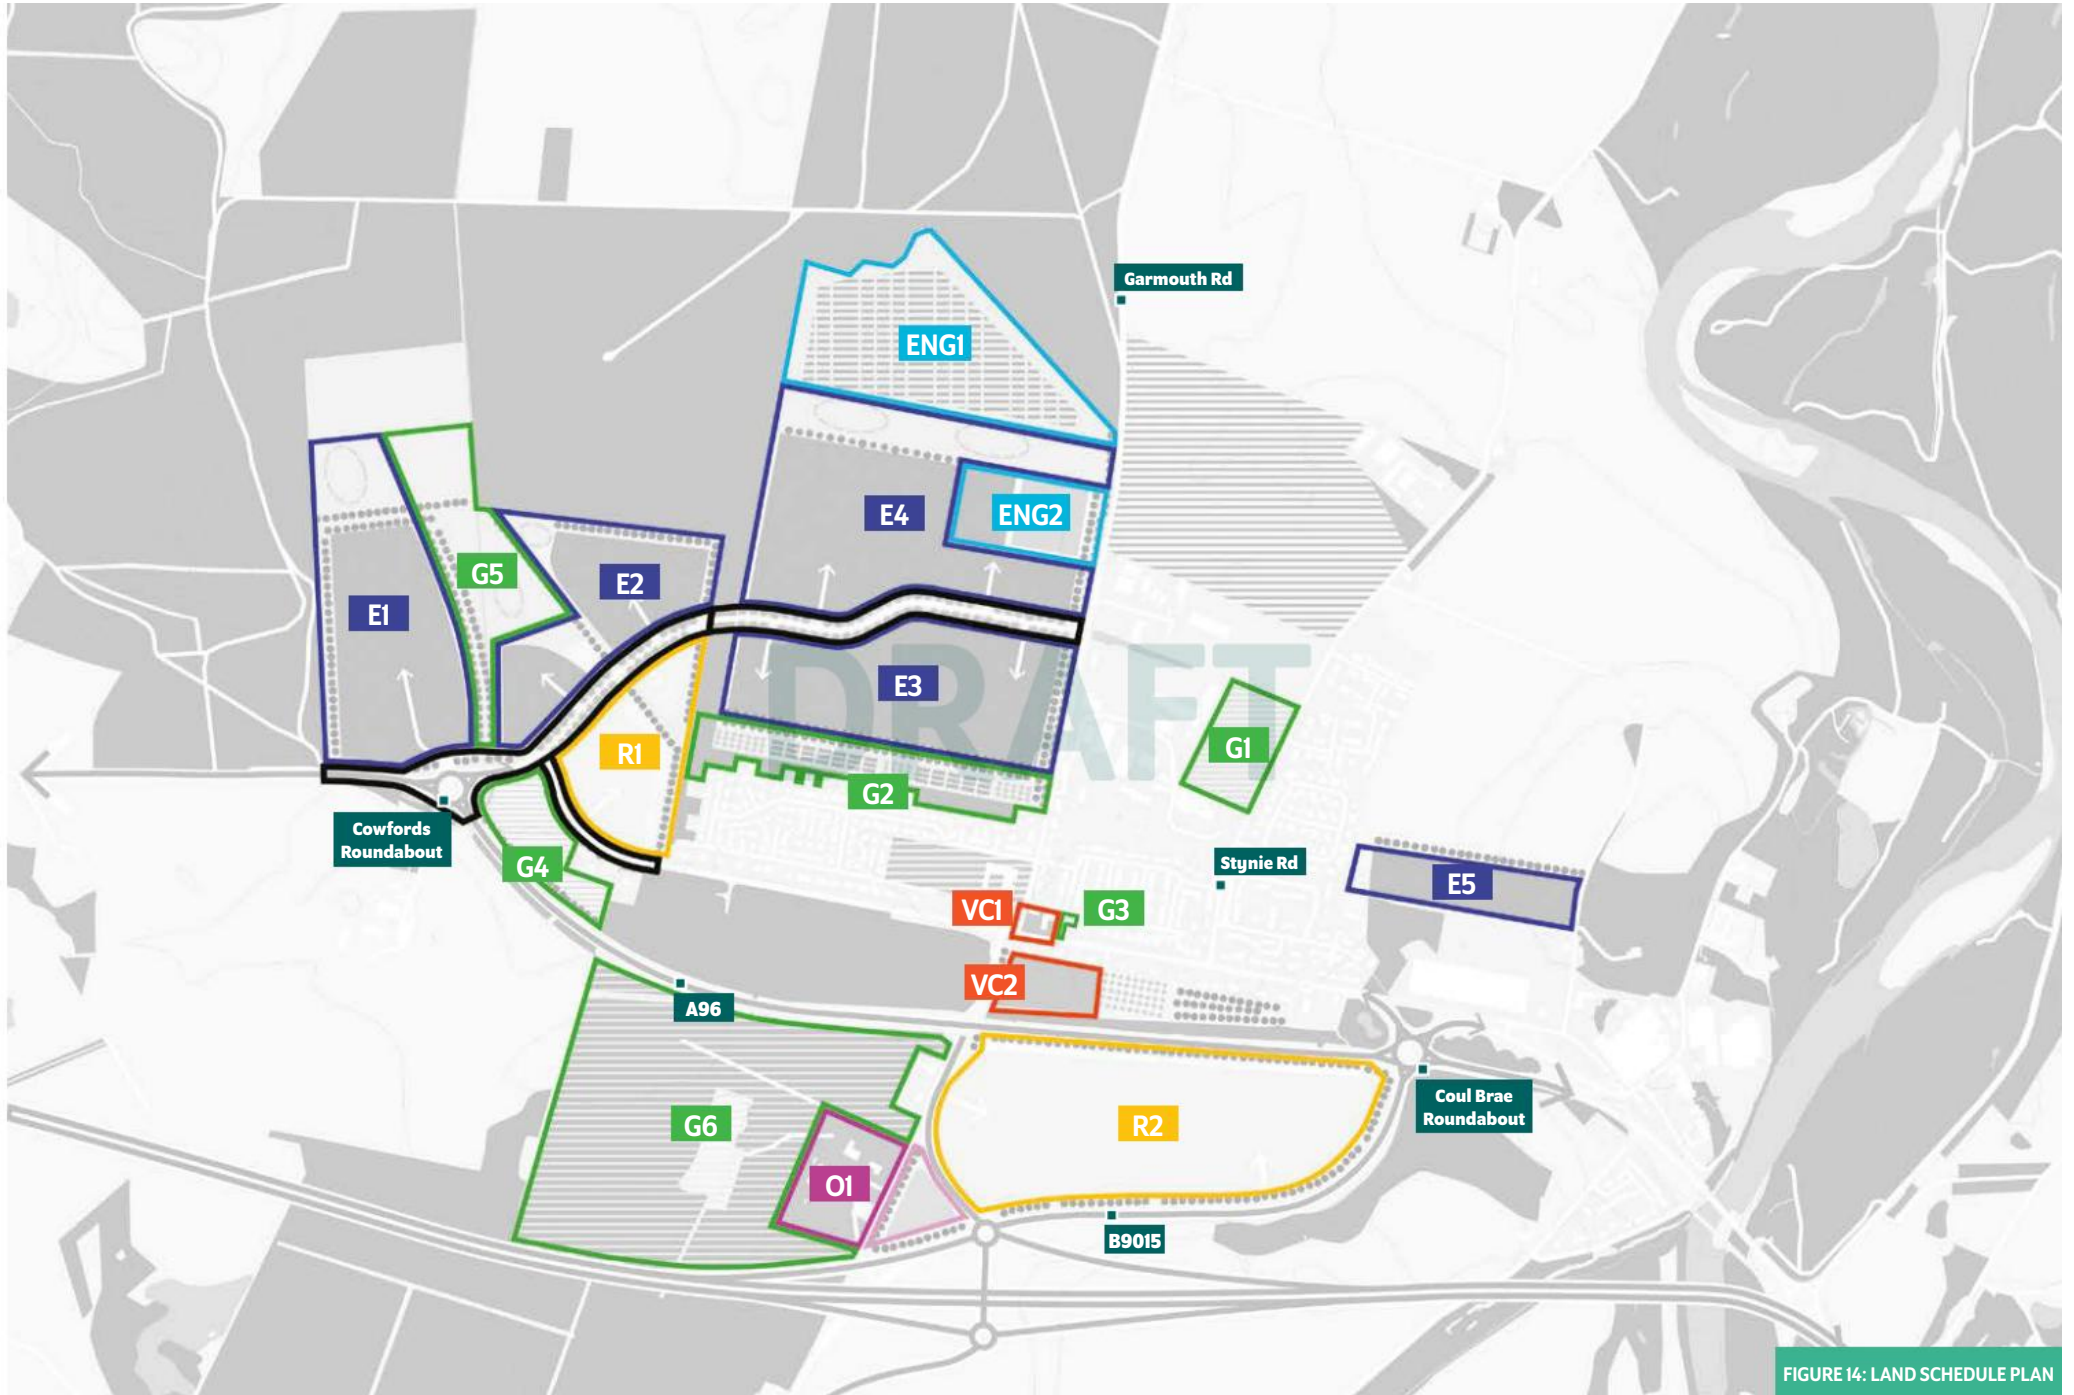 Garmouth Rd
ENG1
E4
ENG2
G5
E2
E1
E3
DRAFT
G1
R1
G2
Cowfords
Roundabout
G4
Stynie Rd
E5
VC1
G3
VC2
A96
Coul Brae
Roundabout
G6
R2
O1
B9015
FIGURE 14: LAND SCHEDULE PLAN